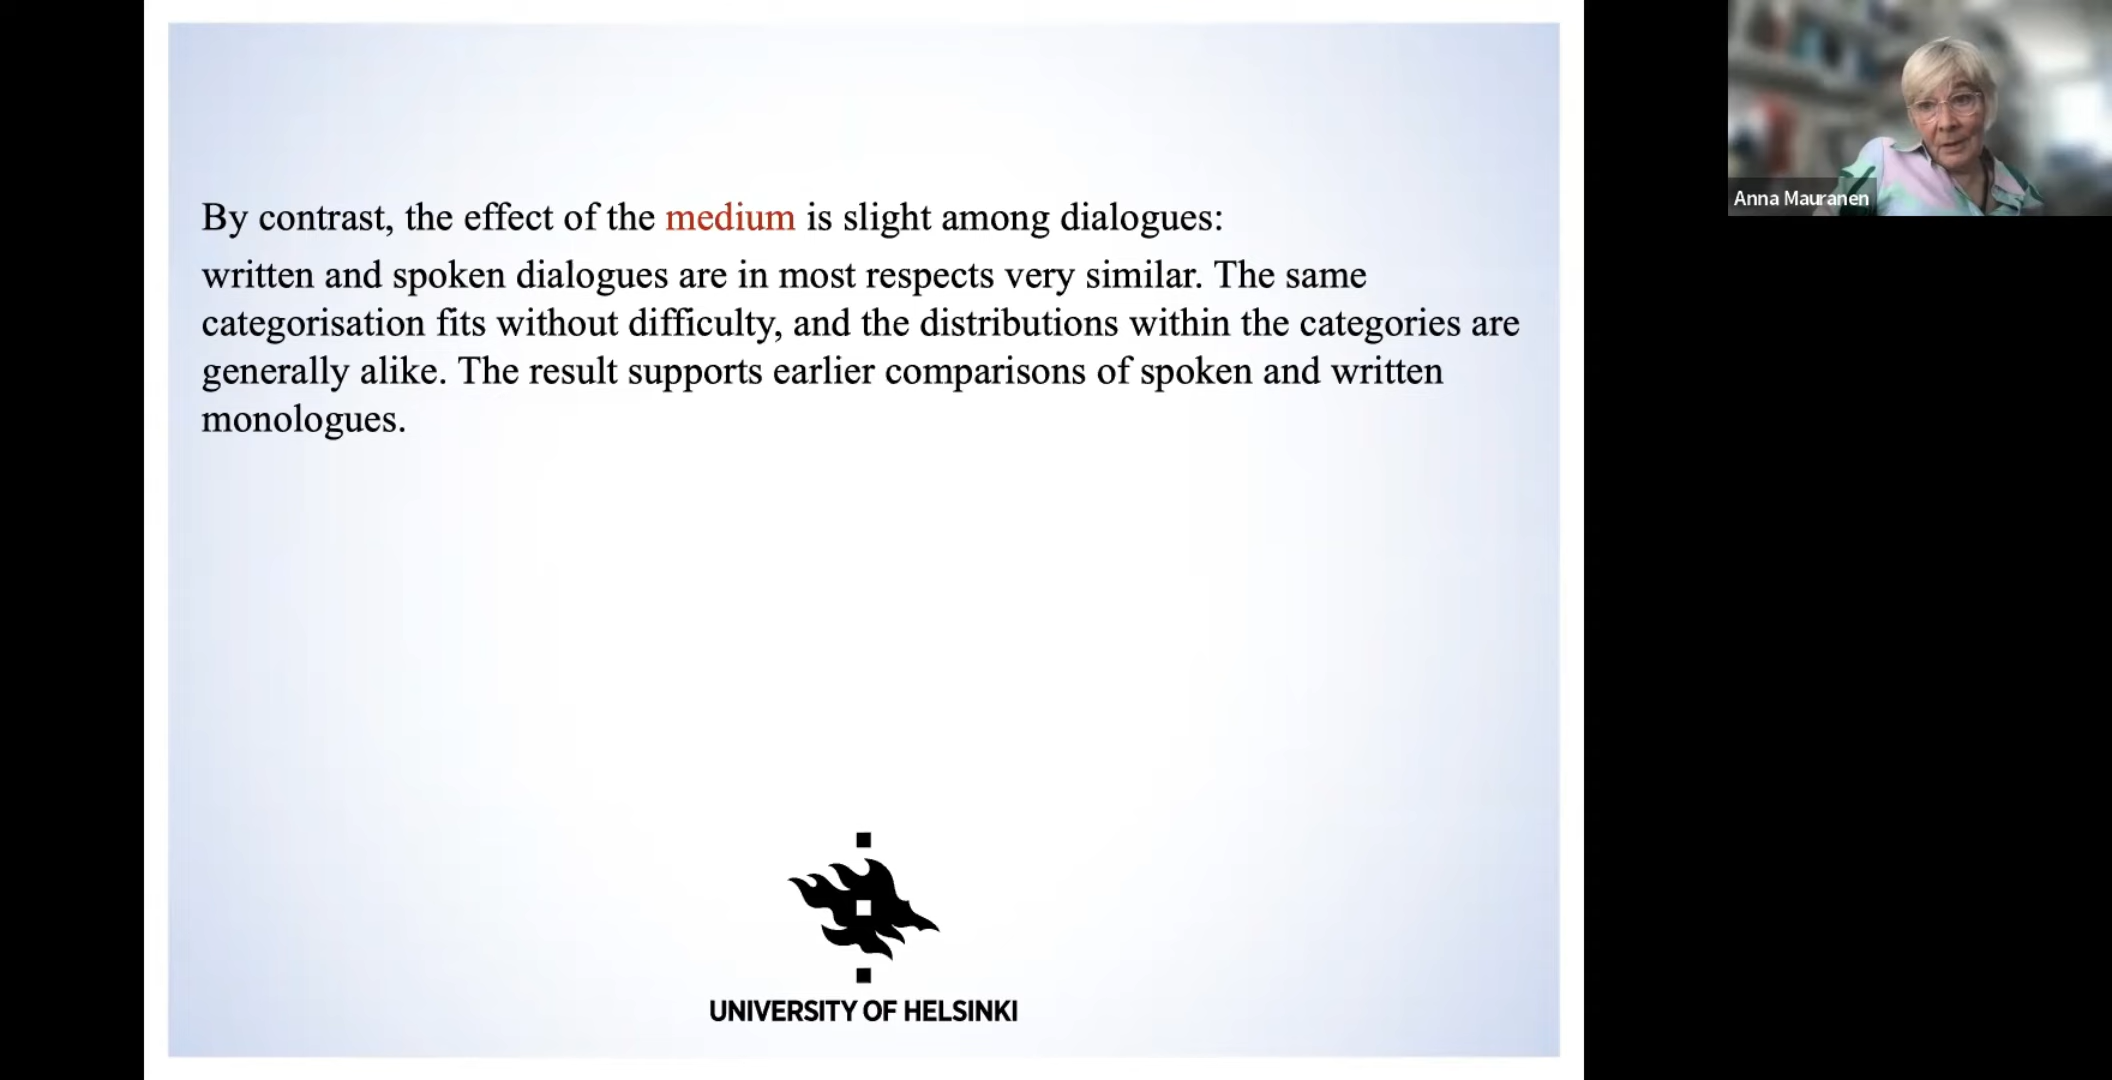 By contrast, the effect of the medium is slight among dialogues:
written and spoken dialogues are in most respects very similar. The same
categorisation fits without difficulty, and the distributions within the categories are
generally alike. The result supports earlier comparisons of spoken and written
monologues.
UNIVERSITY OF HELSINKI
Anna Mauranen